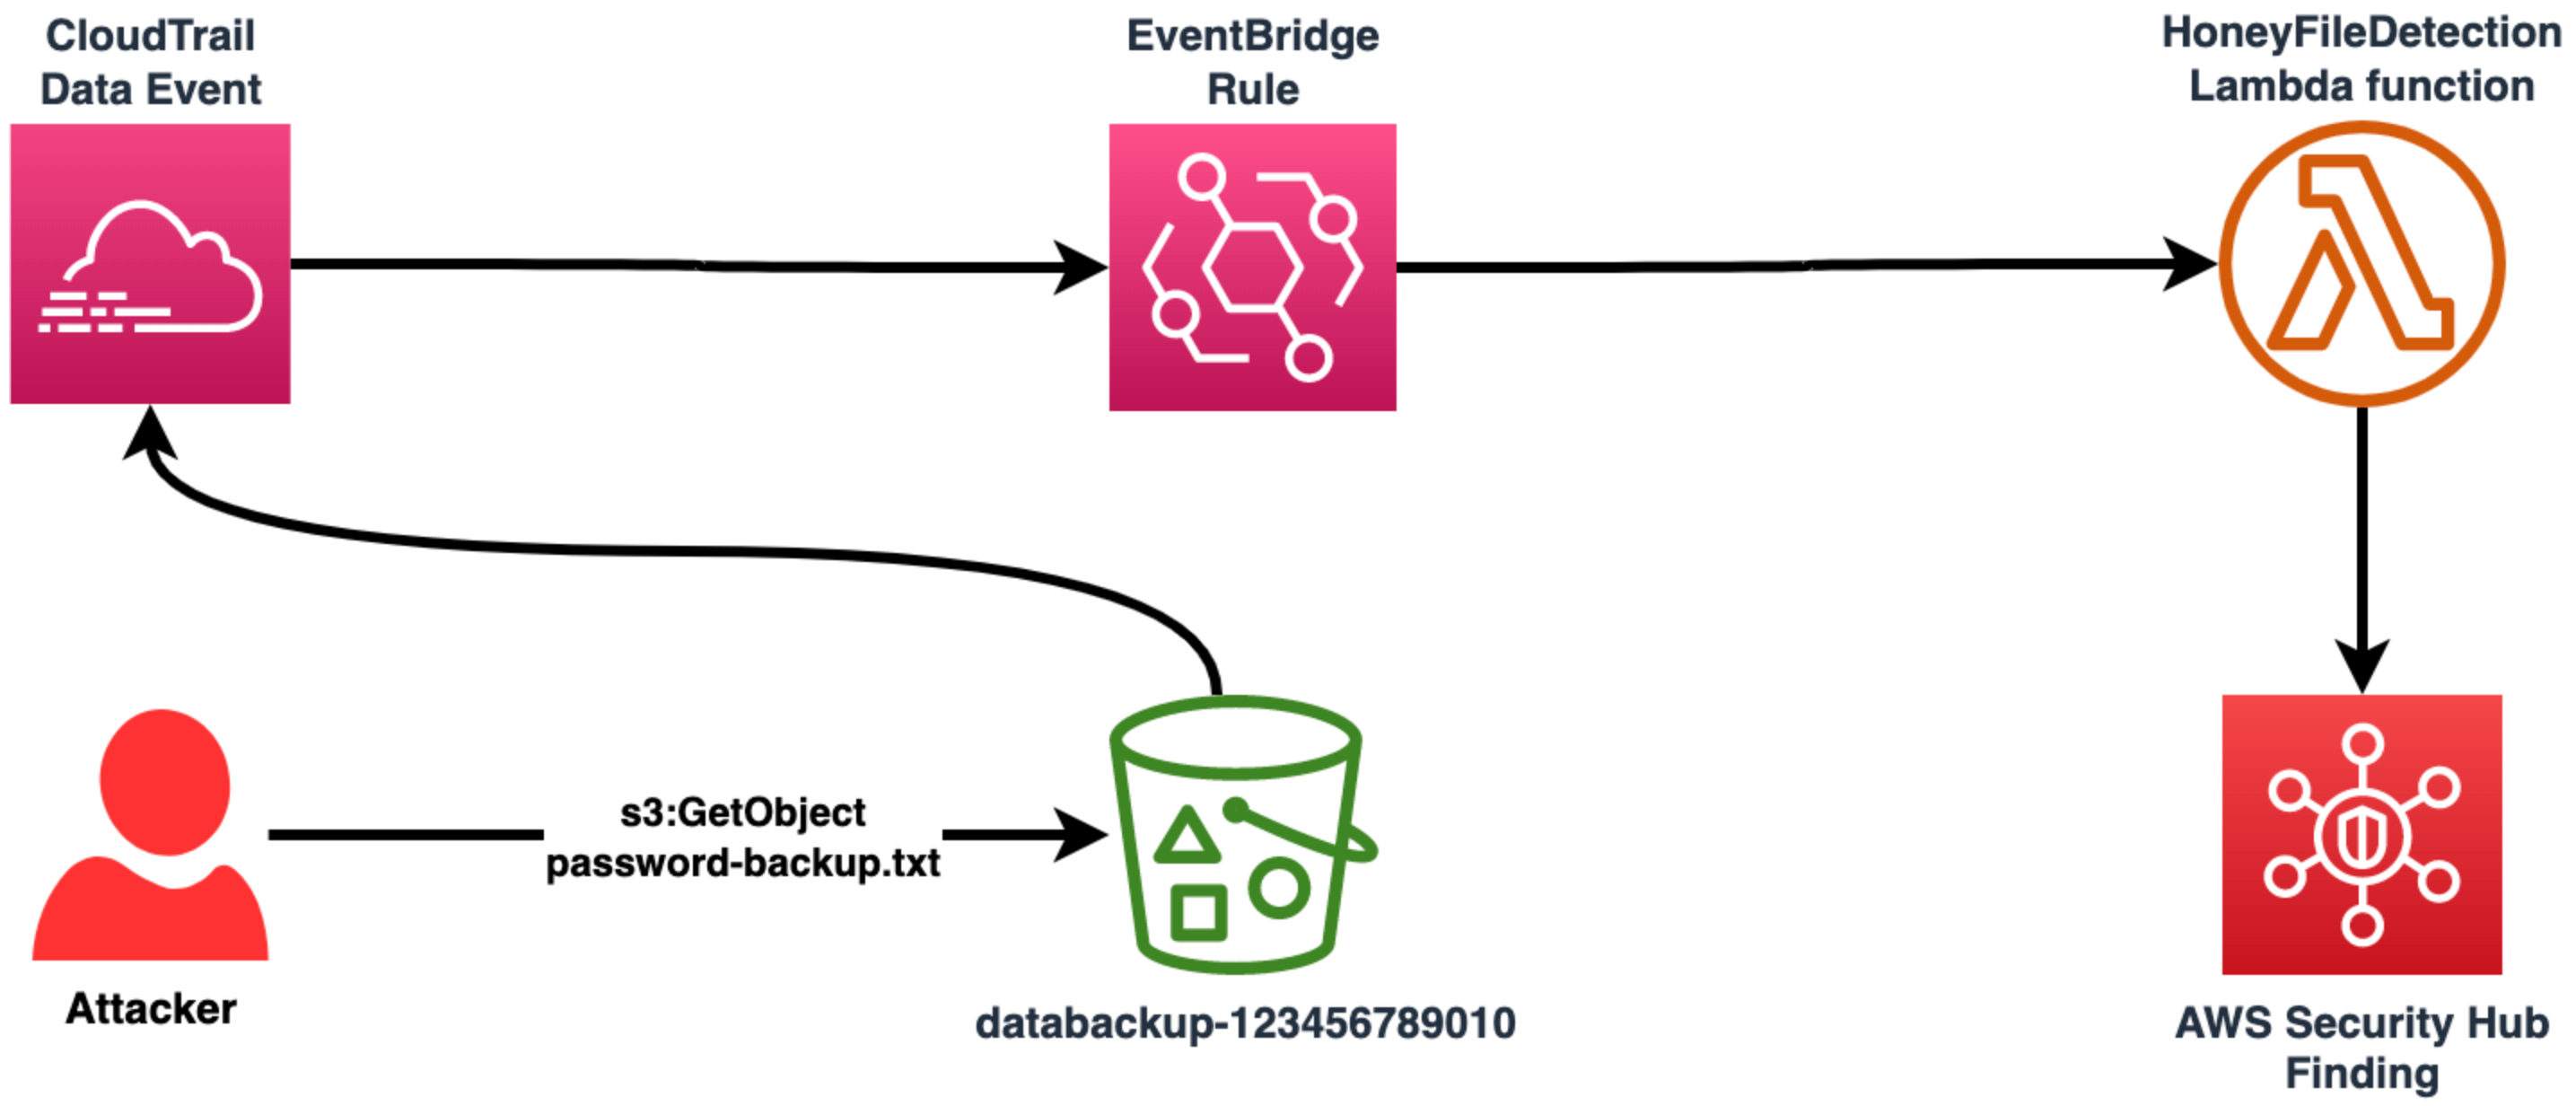 CloudTrail
Data Event
EventBridge
Rule
HoneyFileDetection
Lambda function
s3:GetObject
password-backup.txt
Attacker
databackup-123456789010
AWS Security Hub
Finding